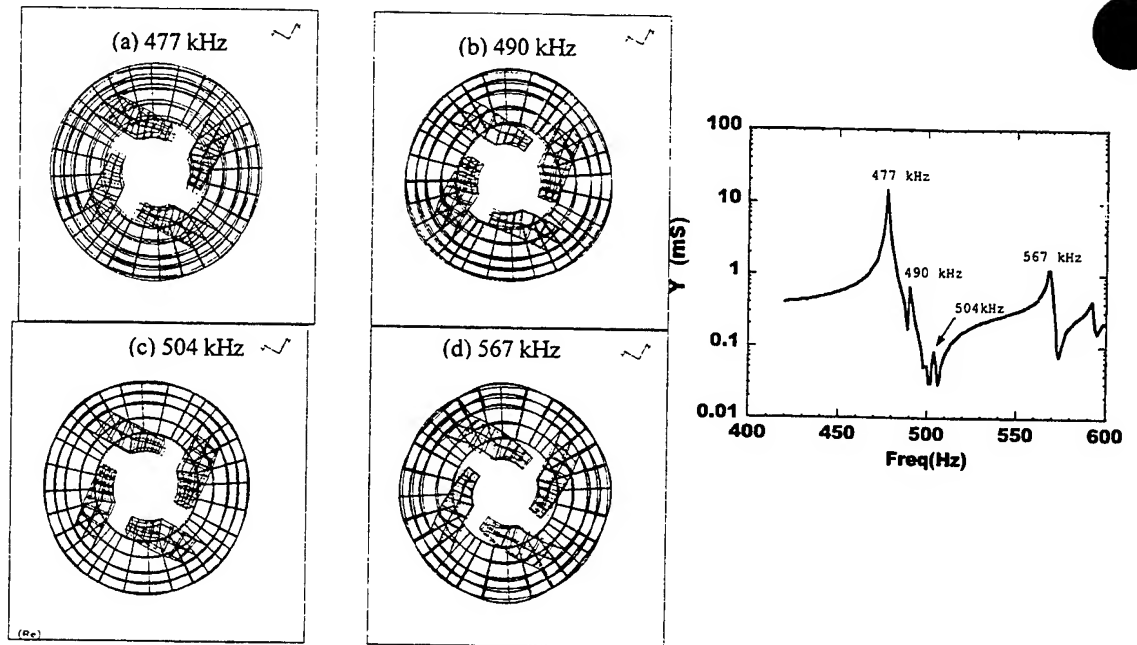 (a) 477 kHz
(b) 490 kHz
(c) 504 kHz
(d) 567 kHz
(Re)
100
10
1
0.1
0.01
Y (mS)
477 kHz
490 kHz
504kHz
567 kHz
400
450
500
550
600
Freq(Hz)